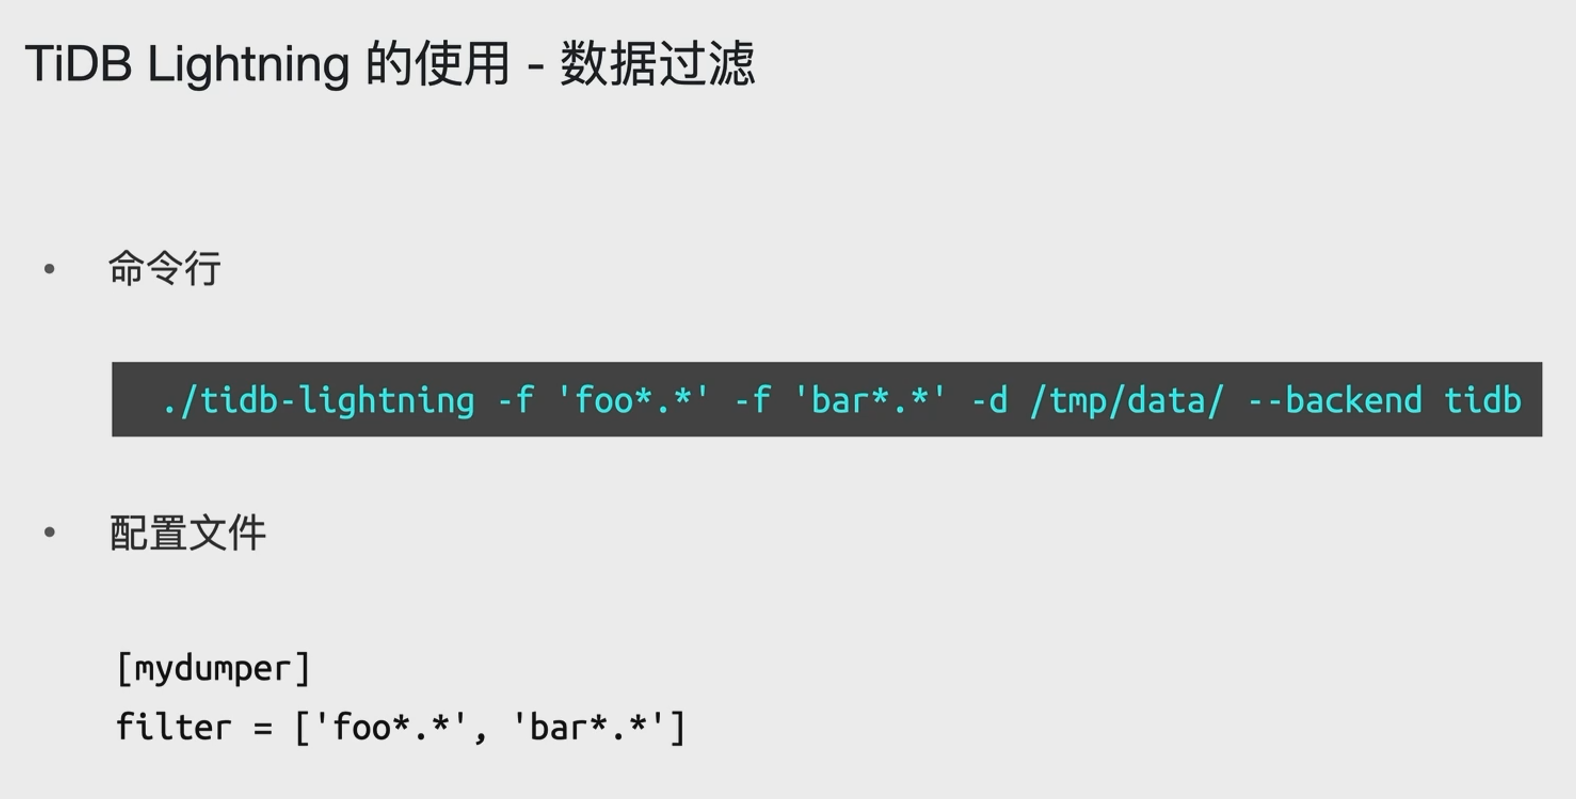 TiDB Lightning 的使用 - 数据过滤
• 命令行
./tidb-lightning -f 'foo*.*' -f 'bar*.*' -d /tmp/data/ --backend tidb
• 配置文件
[mydumper]
filter = ['foo*.*', 'bar*.*']